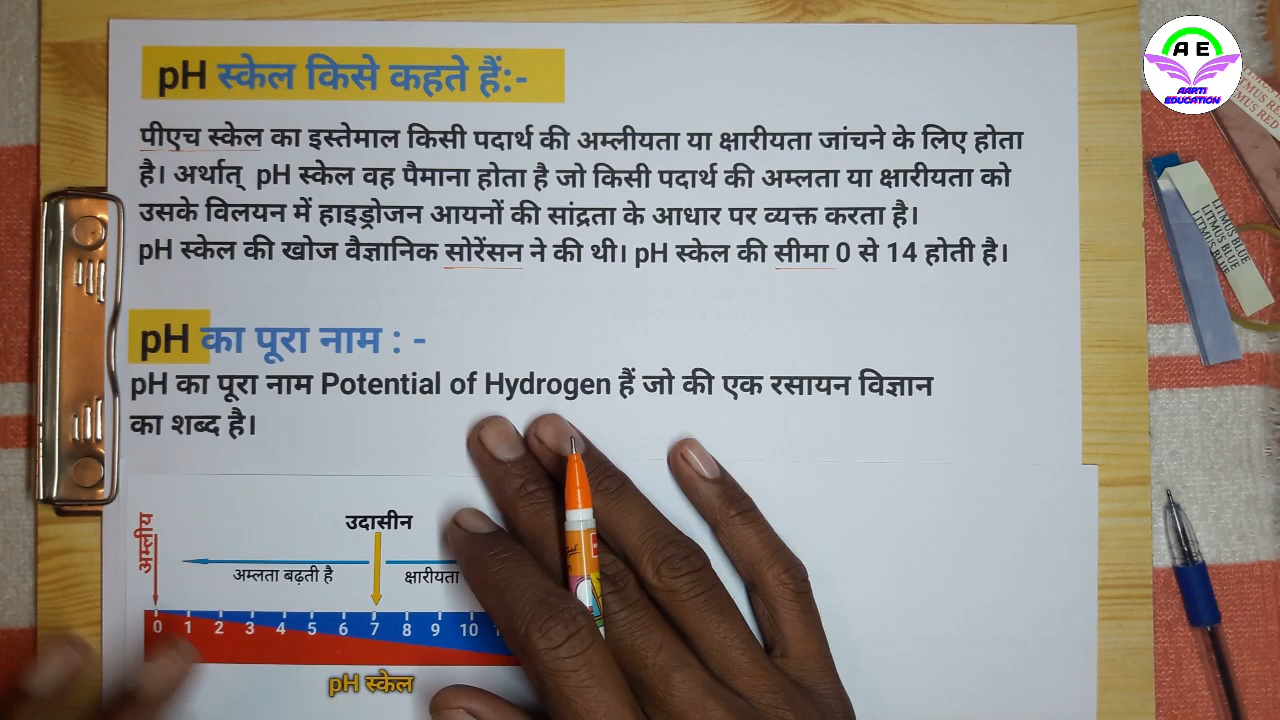 pH स्केल किसे कहते हैं:-
पीएच स्केल का इस्तेमाल किसी पदार्थ की अम्लीयता या क्षारीयता जांचने के लिए होता
है। अर्थात् pH स्केल वह पैमाना होता है जो किसी पदार्थ की अम्लता या क्षारीयता को
उसके विलयन में हाइड्रोजन आयनों की सांद्रता के आधार पर व्यक्त करता है।
pH स्केल की खोज वैज्ञानिक सोरेंसन ने की थी। pH स्केल की सीमा 0 से 14 होती है।
pH का पूरा नाम : -
pH का पूरा नाम Potential of Hydrogen हैं जो की एक रसायन विज्ञान
का शब्द है।
अम्लीय
उदासीन
अम्लता बढ़ती है
क्षारीयता
0 1 2 3 4 5 6 7 8 9 10
pH स्केल
A E
AARTI
EDUCATION
LITMUS RED
LITMUS BLUE
LITMUS BLUE
LITMUS BLUE